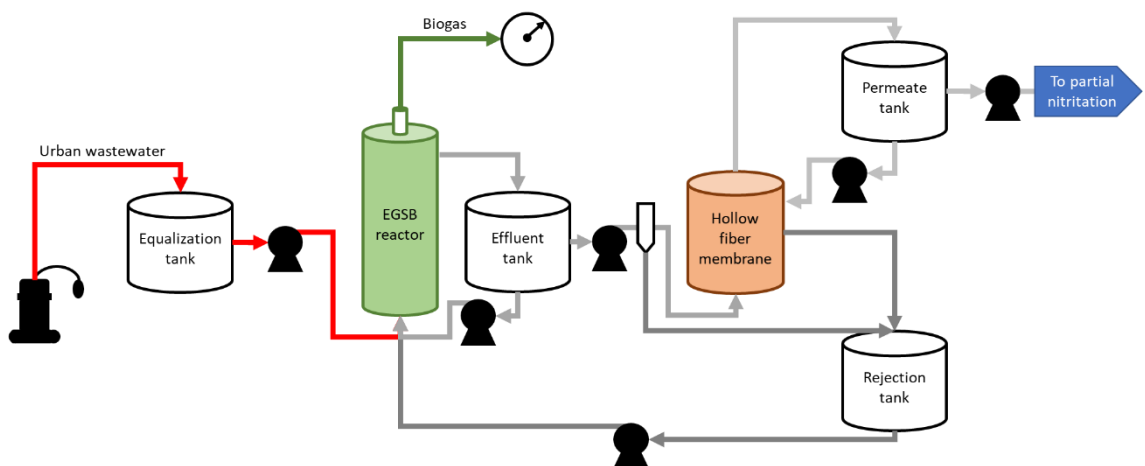 Biogas
Urban wastewater
Equalization
tank
EGSB
reactor
Effluent
tank
Hollow
fiber
membrane
Permeate
tank
To partial
nitritation
Rejection
tank